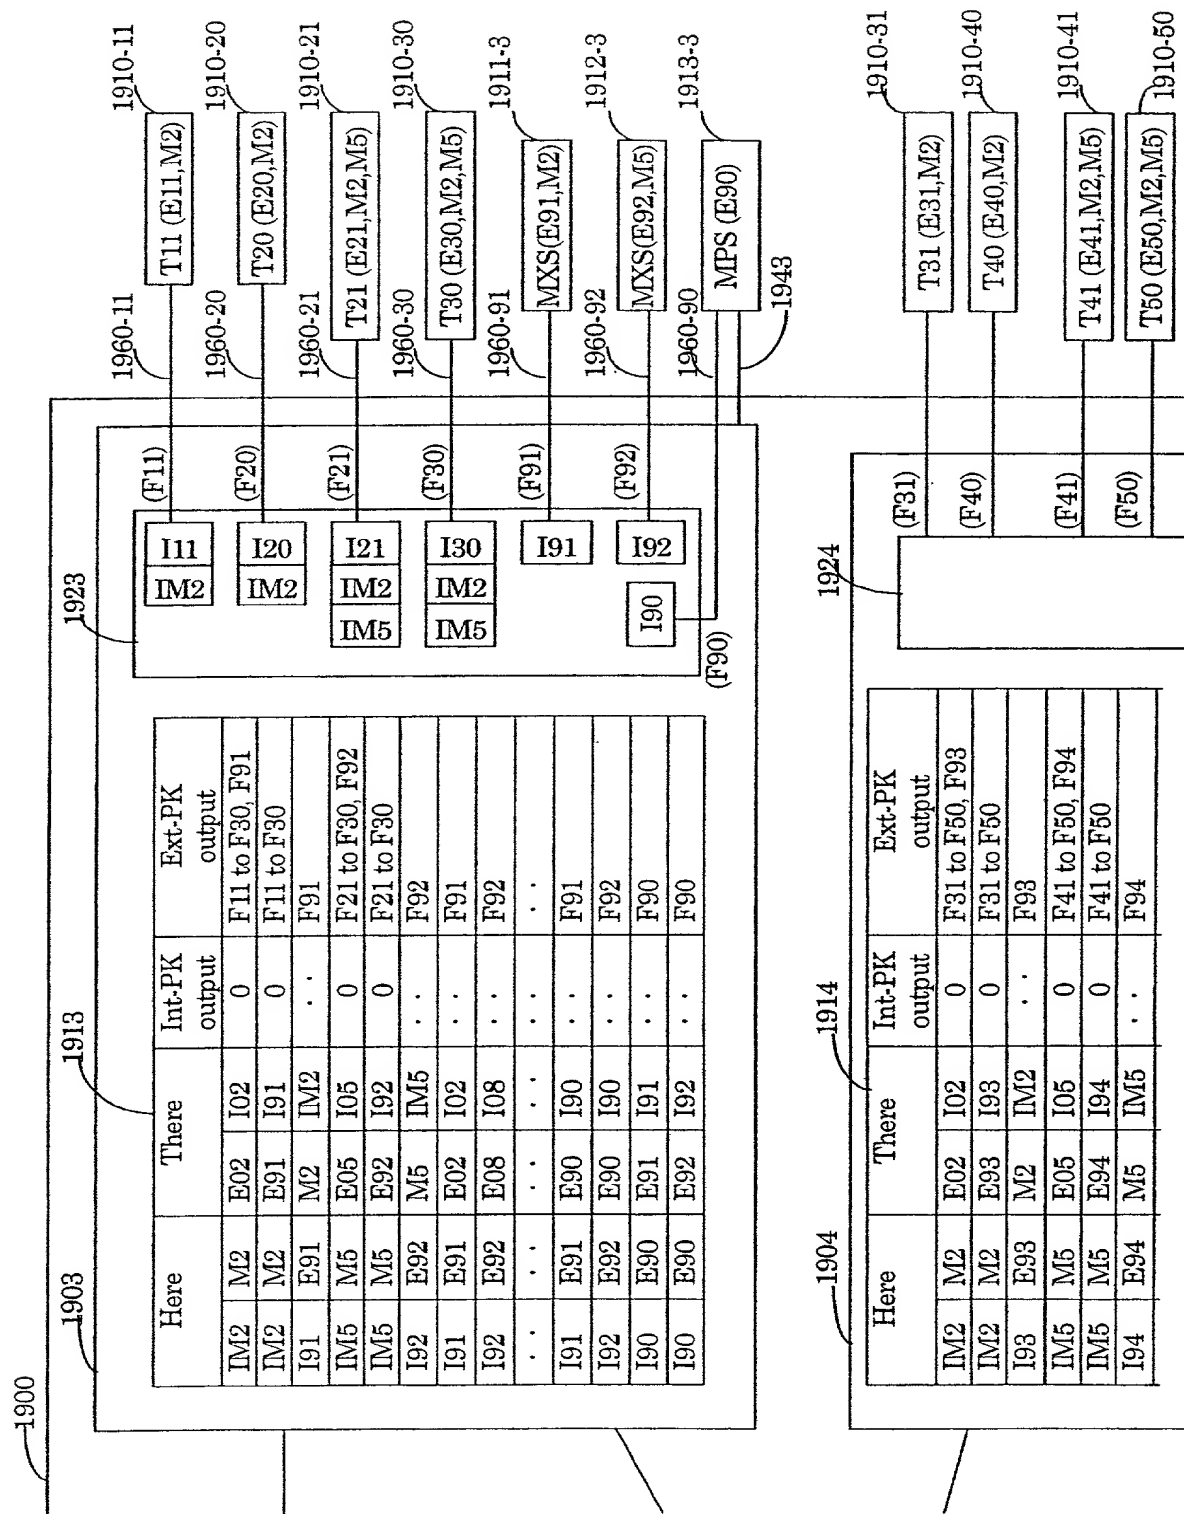 1900
1903
1913
1923
Here There Int-PK output Ext-PK output
IM2 M2 E02 I02 0 F11 to F30, F91
IM2 M2 E91 I91 0 F11 to F30
I91 E91 M2 IM2 . . F91
IM5 M5 E05 I05 0 F21 to F30, F92
IM5 M5 E92 I92 0 F21 to F30
I92 E92 M5 IM5 . . F92
I91 E91 E02 I02 . . F91
I92 E92 E08 I08 . . F92
. . . . . . . . . . . .
I91 E91 E90 I90 . . F91
I92 E92 E90 I90 . . F92
I90 E90 E91 I91 . . F90
I90 E90 E92 I92 . . F90
IM2 I11 (F11) 1960-11 T11 (E11,M2) 1910-11
IM2 I20 (F20) 1960-20 T20 (E20,M2) 1910-20
IM5 IM2 I21 (F21) 1960-21 T21 (E21,M2,M5) 1910-21
IM5 IM2 I30 (F30) 1960-30 T30 (E30,M2,M5) 1910-30
I91 (F91) 1960-91 MXS(E91,M2) 1911-3
I92 (F92) 1960-92 MXS(E92,M5) 1912-3
I90 (F90) 1960-90 MPS (E90) 1913-3
1943
1904
1914
1924
Here There Int-PK output Ext-PK output
IM2 M2 E02 I02 0 F31 to F50, F93
IM2 M2 E93 I93 0 F31 to F50
I93 E93 M2 IM2 . . F93
IM5 M5 E05 I05 0 F41 to F50, F94
IM5 M5 E94 I94 0 F41 to F50
I94 E94 M5 IM5 . . F94
(F31) T31 (E31,M2) 1910-31
(F40) T40 (E40,M2) 1910-40
(F41) T41 (E41,M2,M5) 1910-41
(F50) T50 (E50,M2,M5) 1910-50